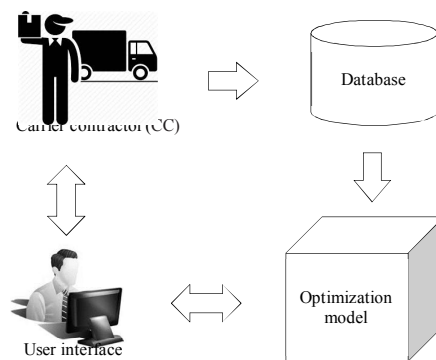 Database
Carrier contractor (CC)
Optimization
model
User interface